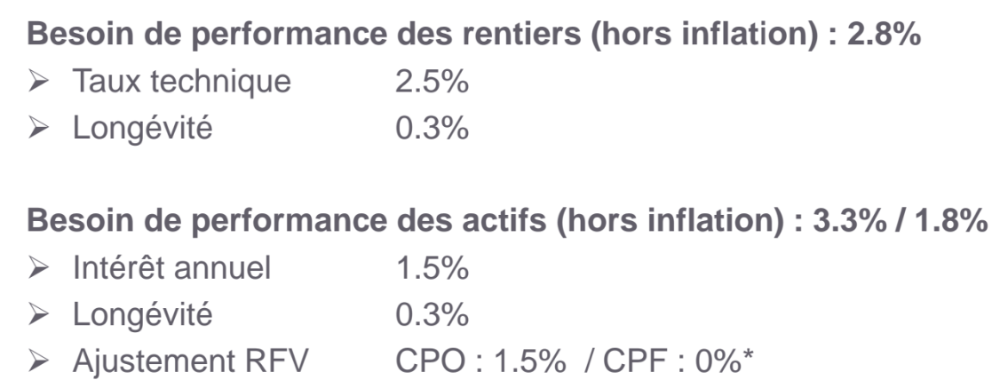 Besoin de performance des rentiers (hors inflation) : 2.8%
➢ Taux technique 2.5%
➢ Longévité 0.3%
Besoin de performance des actifs (hors inflation) : 3.3% / 1.8%
➢ Intérêt annuel 1.5%
➢ Longévité 0.3%
➢ Ajustement RFV CPO : 1.5% / CPF : 0%*